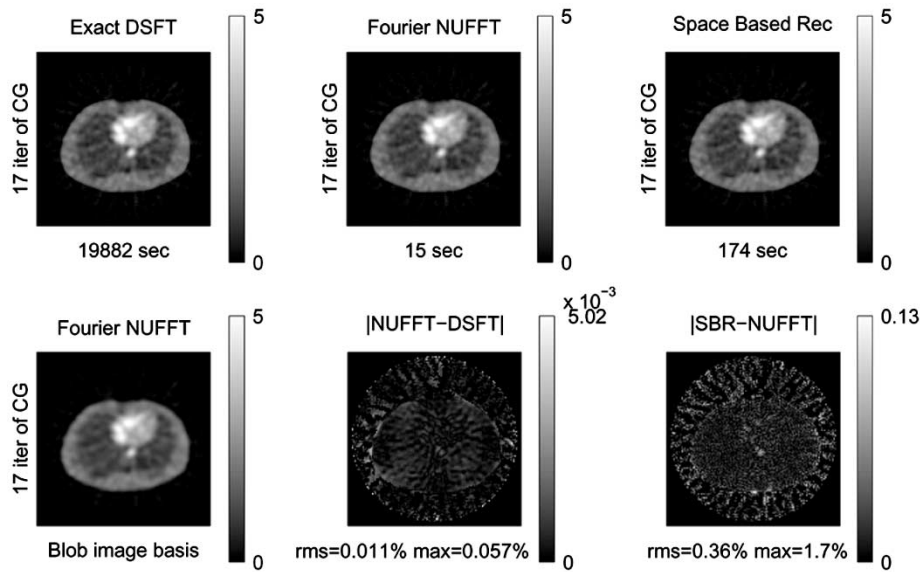 Exact DSFT
5
17 iter of CG
19882 sec
0
Fourier NUFFT
5
17 iter of CG
15 sec
0
Space Based Rec
5
17 iter of CG
174 sec
0
Fourier NUFFT
5
17 iter of CG
Blob image basis
0
x 10⁻³
|NUFFT−DSFT|
5.02
rms=0.011% max=0.057%
0
|SBR−NUFFT|
0.13
rms=0.36% max=1.7%
0